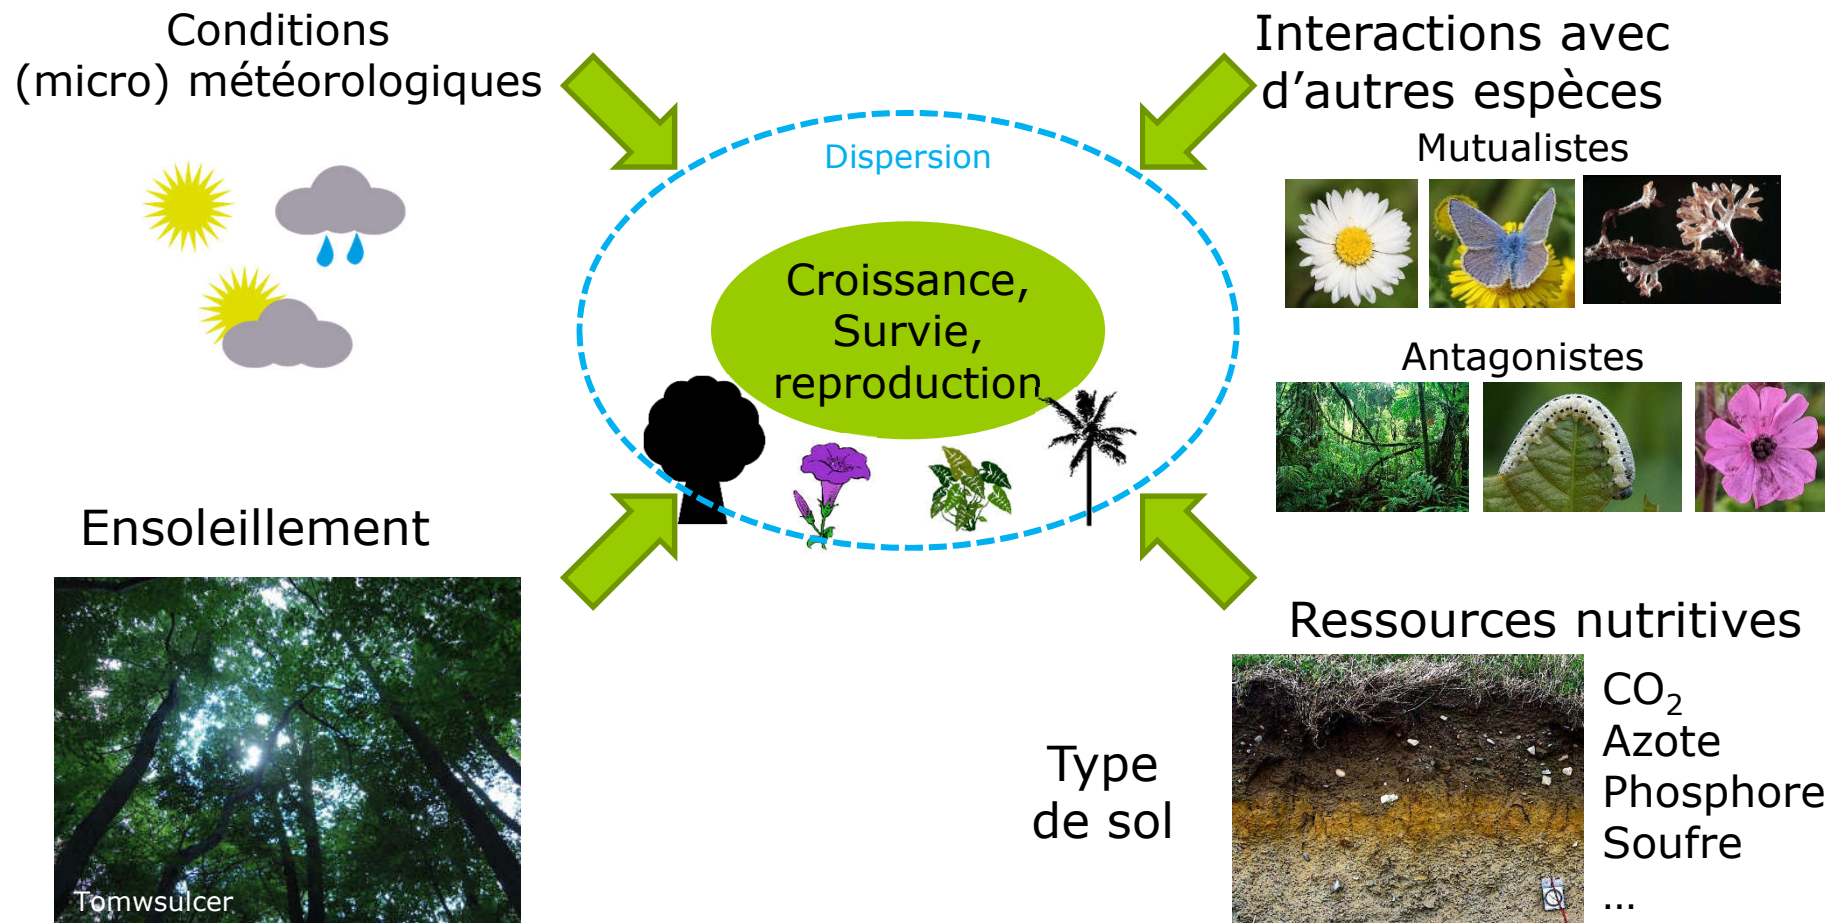 Conditions
(micro) météorologiques
Interactions avec
d’autres espèces
Mutualistes
Dispersion
Croissance,
Survie,
reproduction
Antagonistes
Ensoleillement
Tomwsulcer
Ressources nutritives
Type
de sol
CO₂
Azote
Phosphore
Soufre
...